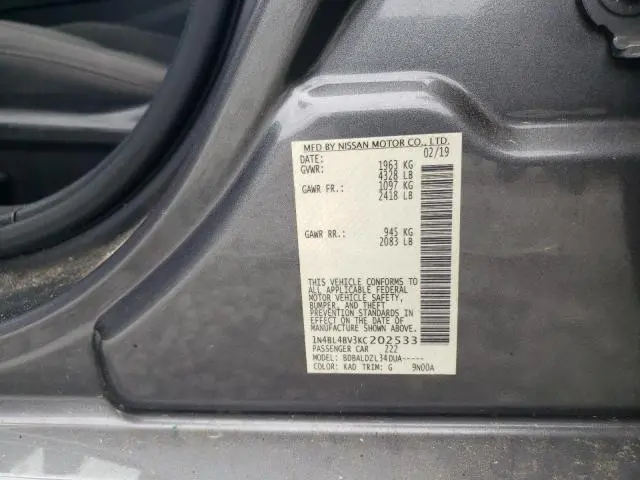 MFD BY NISSAN MOTOR CO., LTD.
DATE: 02/19
GVWR: 1963 KG
4328 LB
GAWR FR.: 1097 KG
2418 LB
GAWR RR.: 945 KG
2083 LB
THIS VEHICLE CONFORMS TO
ALL APPLICABLE FEDERAL
MOTOR VEHICLE SAFETY,
BUMPER, AND THEFT
PREVENTION STANDARDS IN
EFFECT ON THE DATE OF
MANUFACTURE SHOWN ABOVE.
1N4BL4BV3KC202533
PASSENGER CAR 222
MODEL: BDBALDZL34DUA-----
COLOR: KAD TRIM: G 9N00A